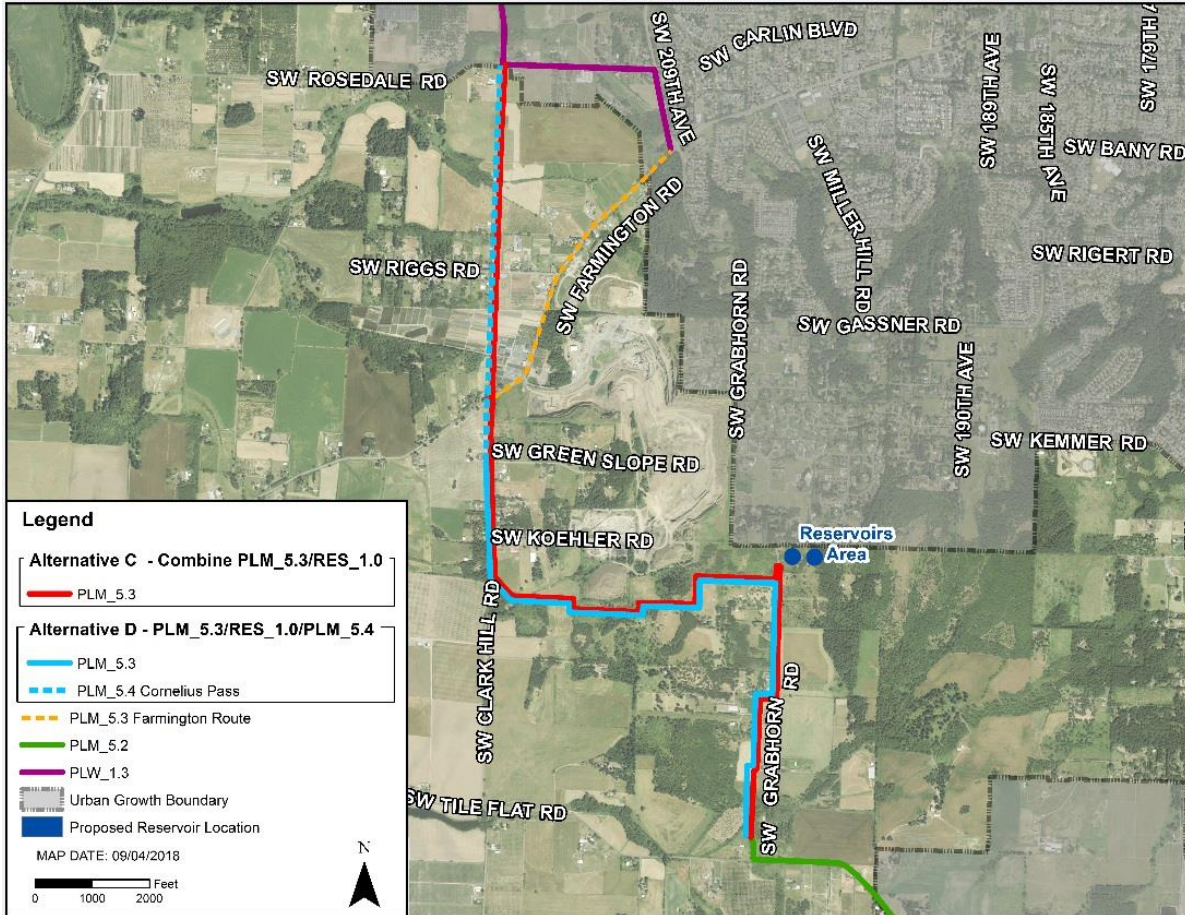 SW ROSEDALE RD
SW 209TH AVE
SW CARLIN BLVD
SW 189TH AVE
SW 185TH AVE
SW 179TH A
SW BANY RD
SW MILLER HILL RD
SW FARMINGTON RD
SW RIGGS RD
SW RIGERT RD
SW GRABHORN RD
SW GASSNER RD
SW 190TH AVE
SW KEMMER RD
SW GREEN SLOPE RD
SW KOEHLER RD
Reservoirs
Area
SW CLARK HILL RD
SW GRABHORN RD
SW TILE FLAT RD
Legend
Alternative C - Combine PLM_5.3/RES_1.0
PLM_5.3
Alternative D - PLM_5.3/RES_1.0/PLM_5.4
PLM_5.3
PLM_5.4 Cornelius Pass
PLM_5.3 Farmington Route
PLM_5.2
PLW_1.3
Urban Growth Boundary
Proposed Reservoir Location
MAP DATE: 09/04/2018
N
Feet
0 1000 2000